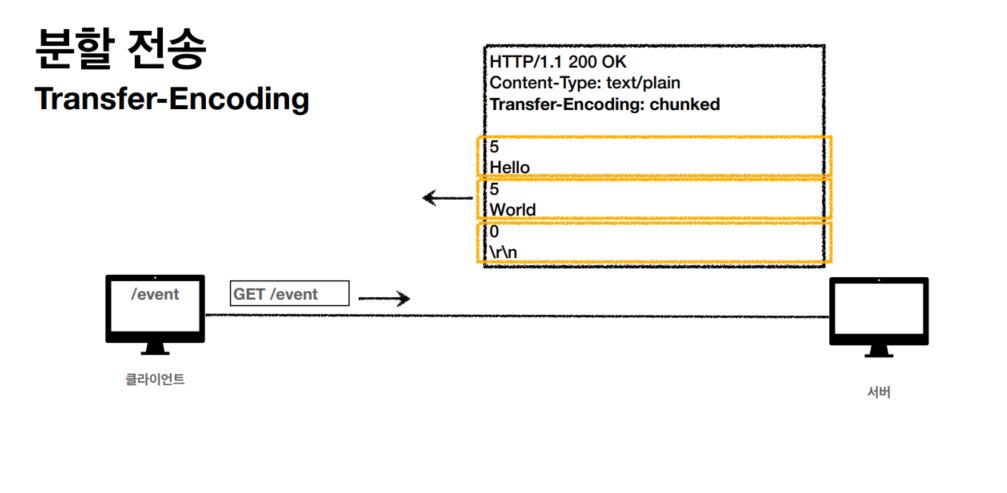 분할 전송
Transfer-Encoding
HTTP/1.1 200 OK
Content-Type: text/plain
Transfer-Encoding: chunked
5
Hello
5
World
0
\r\n
/event
GET /event
클라이언트
서버